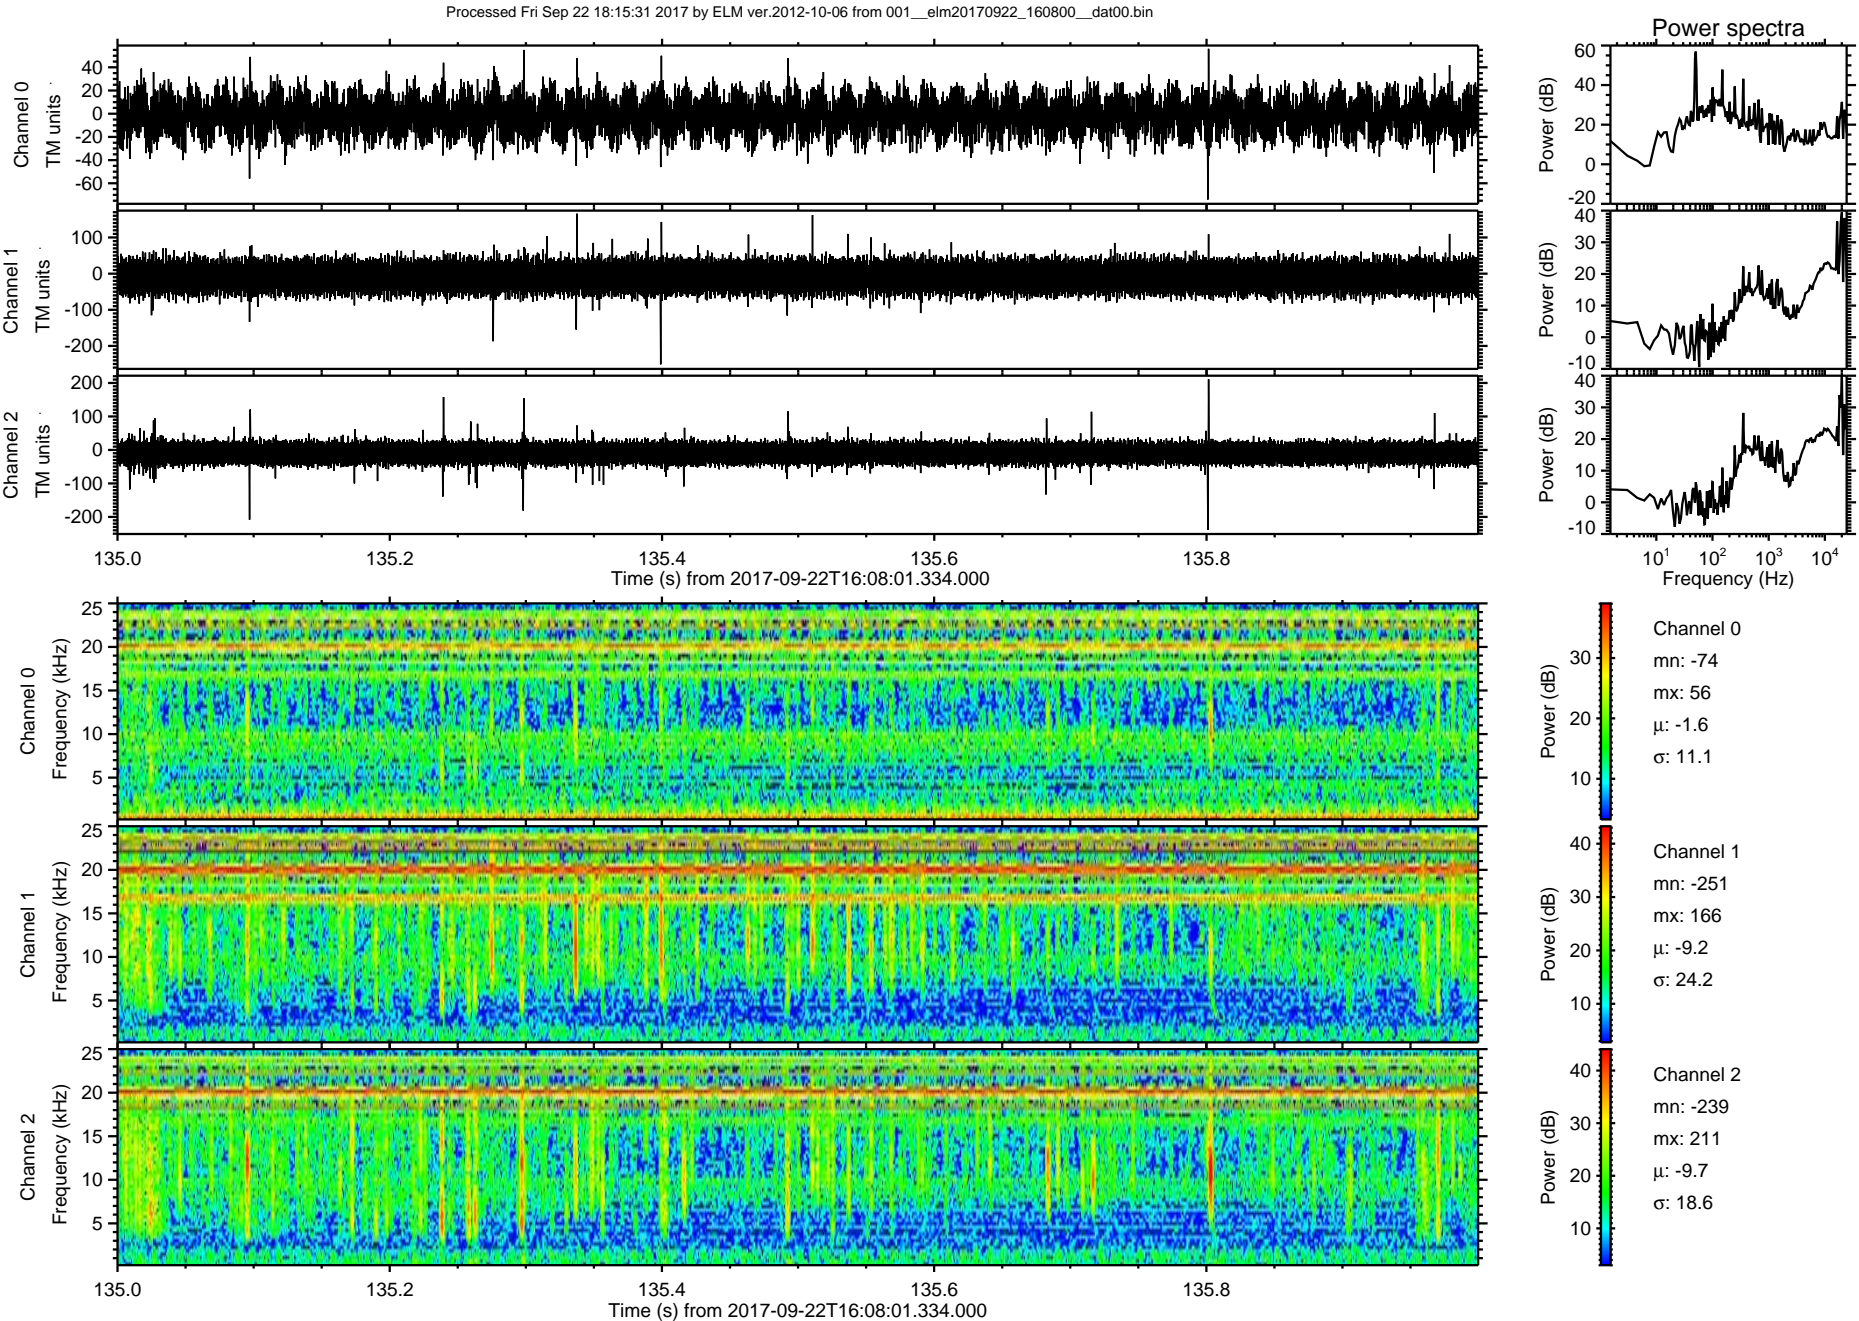 Processed Fri Sep 22 18:15:31 2017 by ELM ver.2012-10-06 from 001__elm20170922_160800__dat00.bin
Power spectra
Channel 0
TM units
40
20
0
-20
-40
-60
Power (dB)
60
40
20
0
-20
Channel 1
TM units
100
0
-100
-200
Power (dB)
40
30
20
10
0
-10
Channel 2
TM units
200
100
0
-100
-200
Power (dB)
40
30
20
10
0
-10
135.0 135.2 135.4 135.6 135.8
Time (s) from 2017-09-22T16:08:01.334.000
10¹ 10² 10³ 10⁴
Frequency (Hz)
Channel 0
Frequency (kHz)
25
20
15
10
5
Power (dB)
30
20
10
Channel 0
mn: -74
mx: 56
μ: -1.6
σ: 11.1
Channel 1
Frequency (kHz)
25
20
15
10
5
Power (dB)
40
30
20
10
Channel 1
mn: -251
mx: 166
μ: -9.2
σ: 24.2
Channel 2
Frequency (kHz)
25
20
15
10
5
Power (dB)
40
30
20
10
Channel 2
mn: -239
mx: 211
μ: -9.7
σ: 18.6
135.0 135.2 135.4 135.6 135.8
Time (s) from 2017-09-22T16:08:01.334.000